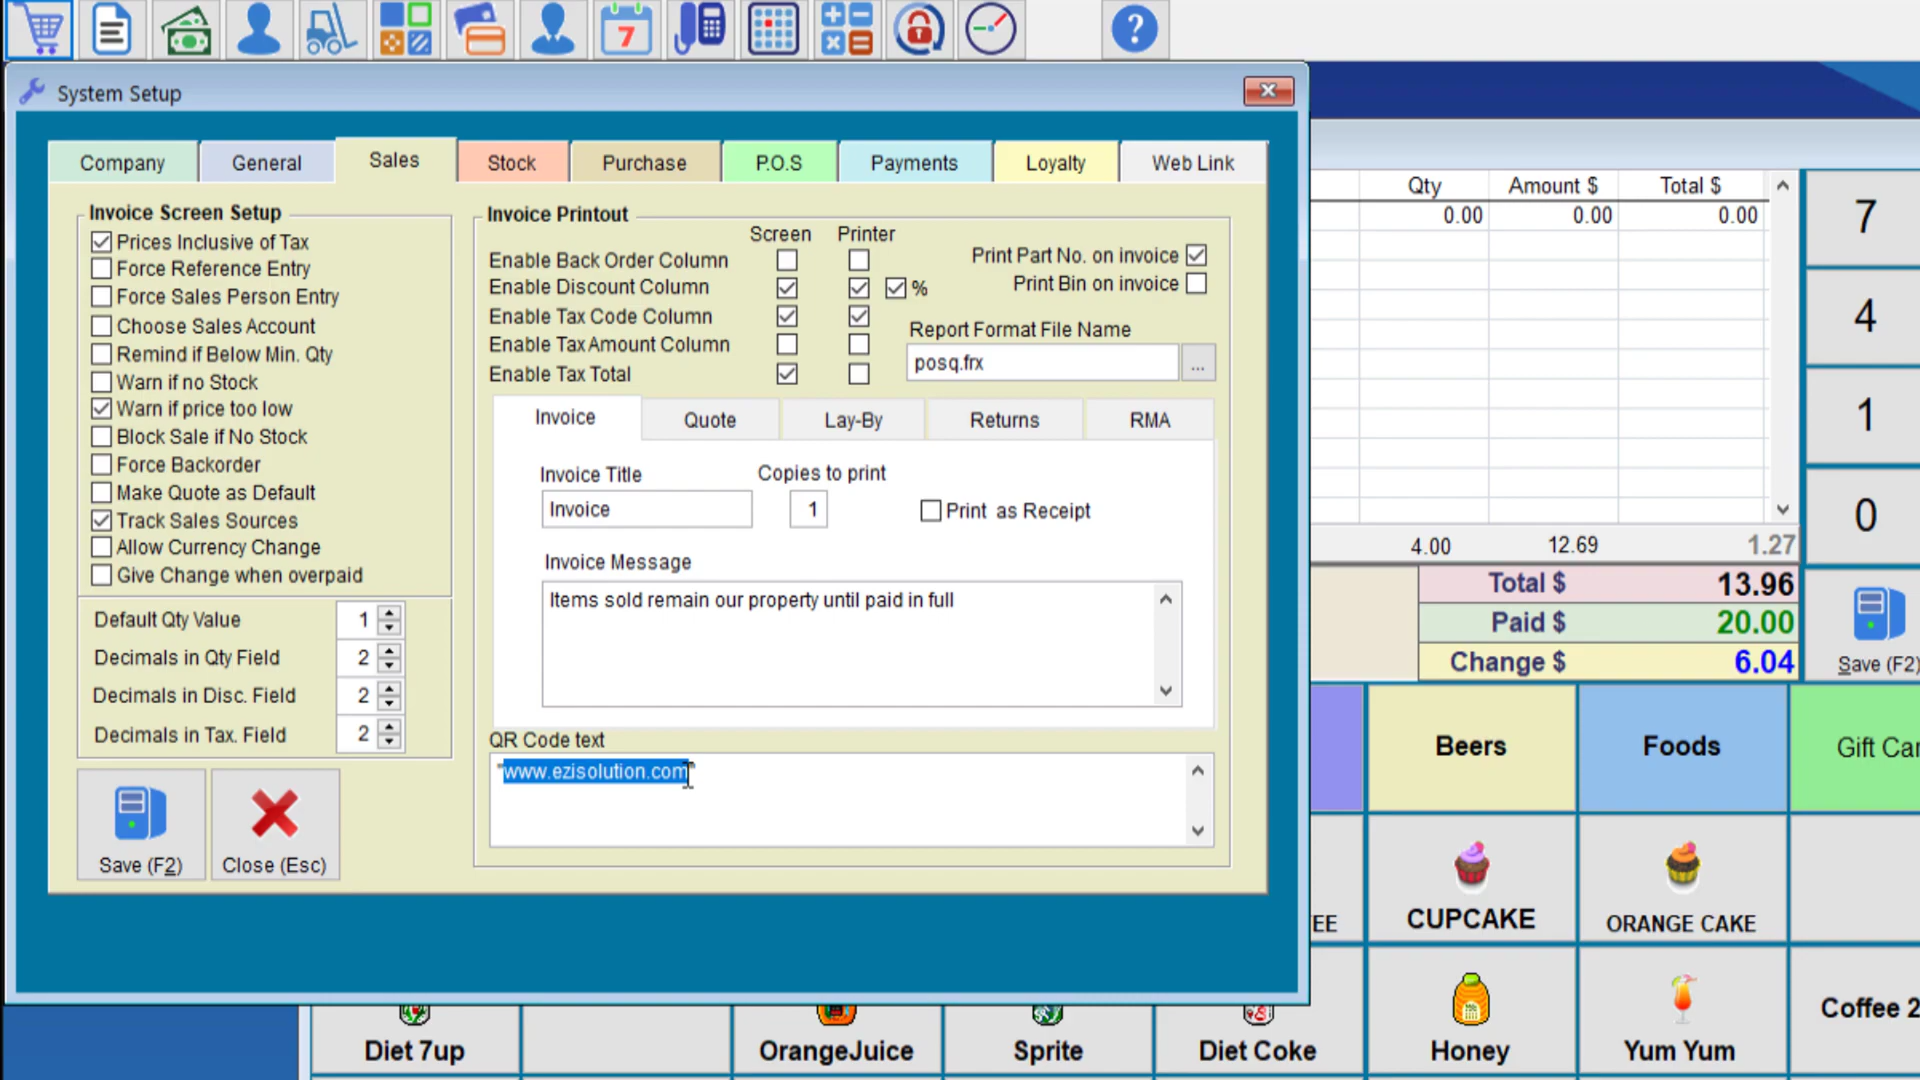 7
?
System Setup
Company
General
Sales
Stock
Purchase
P.O.S
Payments
Loyalty
Web Link
Invoice Screen Setup
Prices Inclusive of Tax
Force Reference Entry
Force Sales Person Entry
Choose Sales Account
Remind if Below Min. Qty
Warn if no Stock
Warn if price too low
Block Sale if No Stock
Force Backorder
Make Quote as Default
Track Sales Sources
Allow Currency Change
Give Change when overpaid
Default Qty Value 1
Decimals in Qty Field 2
Decimals in Disc. Field 2
Decimals in Tax. Field 2
Save (F2)
Close (Esc)
Invoice Printout
Screen Printer
Enable Back Order Column
Enable Discount Column %
Enable Tax Code Column
Enable Tax Amount Column
Enable Tax Total
Print Part No. on invoice
Print Bin on invoice
Report Format File Name
posq.frx
...
Invoice
Quote
Lay-By
Returns
RMA
Invoice Title
Invoice
Copies to print
1
Print as Receipt
Invoice Message
Items sold remain our property until paid in full
QR Code text
"www.ezisolution.com"
Qty Amount $ Total $
0.00 0.00 0.00
4.00 12.69 1.27
Total $ 13.96
Paid $ 20.00
Change $ 6.04
7
4
1
0
Save (F2)
Beers
Foods
Gift Car
EE
CUPCAKE
ORANGE CAKE
Diet 7up
OrangeJuice
Sprite
Diet Coke
Honey
Yum Yum
Coffee 2